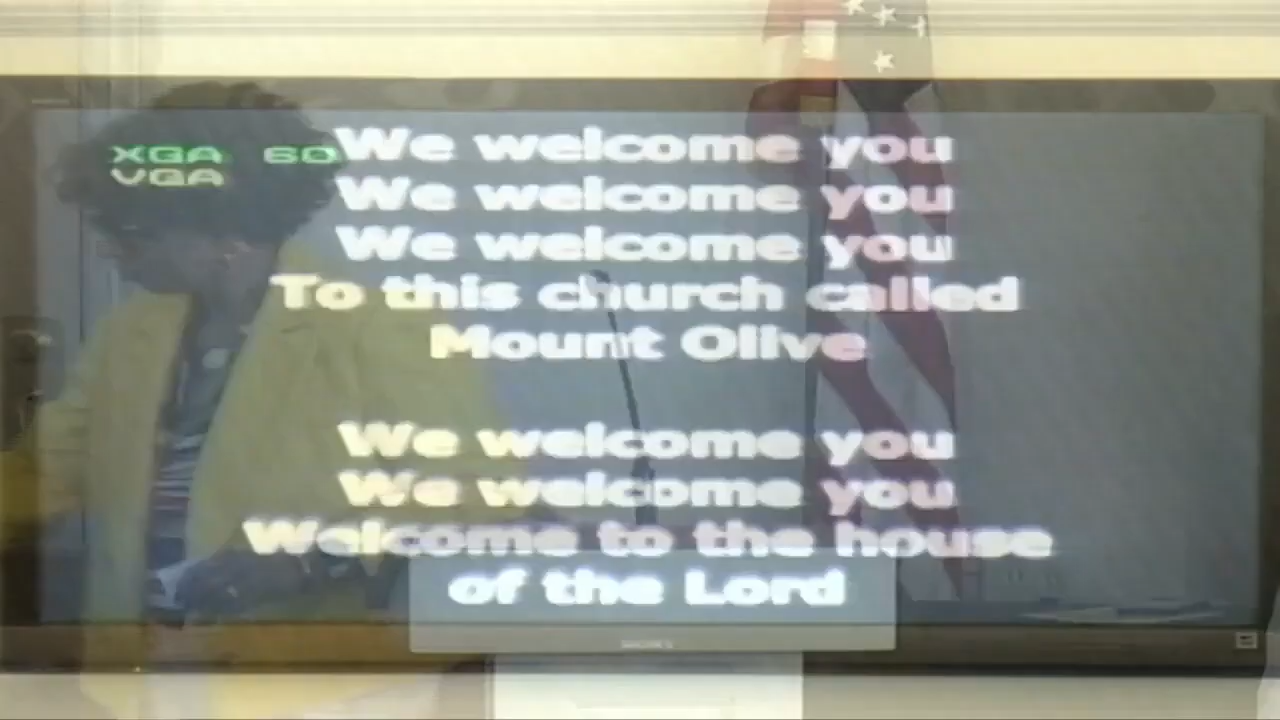 XGA 60
VGA
We welcome you
We welcome you
We welcome you
To this church called
Mount Olive
We welcome you
We welcome you
Welcome to the house
of the Lord